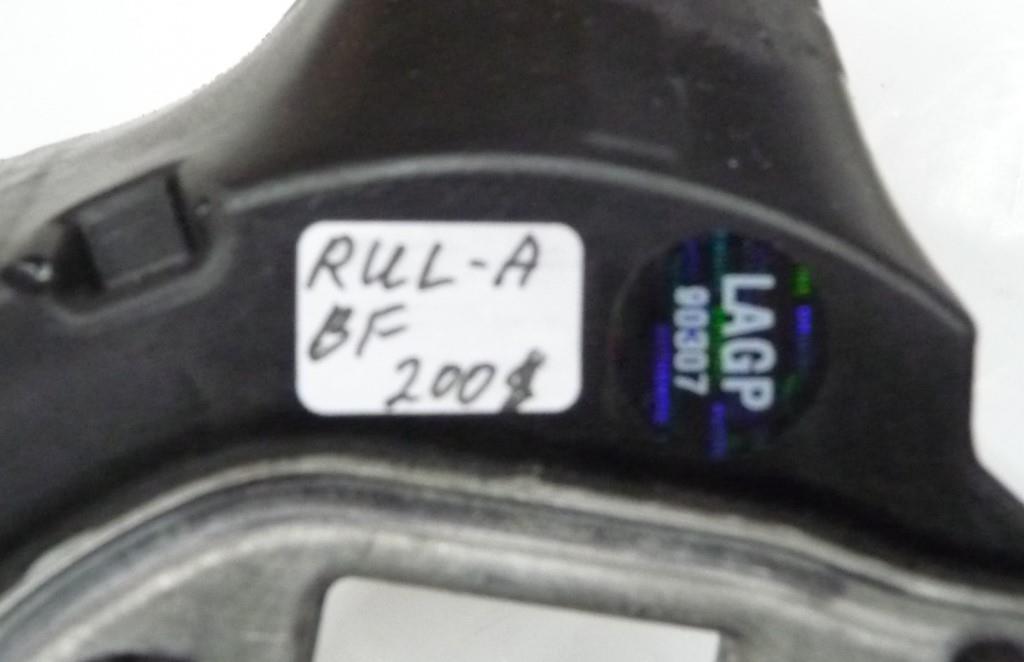 RUL-A
BF
200$
LAGP
90307